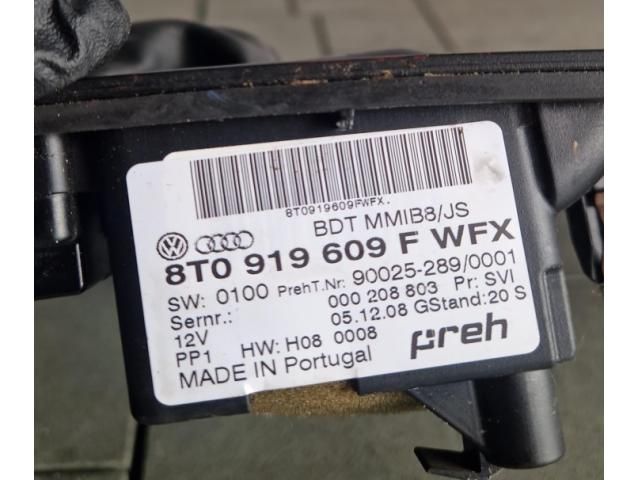 8T0919609FWFX.
BDT MMIB8/JS
8T0 919 609 F WFX
SW: 0100 PrehT.Nr: 90025-289/0001
Sernr.: 000 208 803 Pr: SVI
12V 05.12.08 GStand:20 S
PP1 HW: H08 0008
MADE IN Portugal
preh